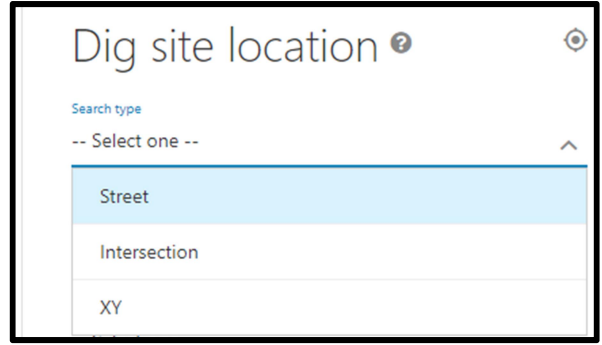 Dig site location ?
Search type
-- Select one --
Street
Intersection
XY